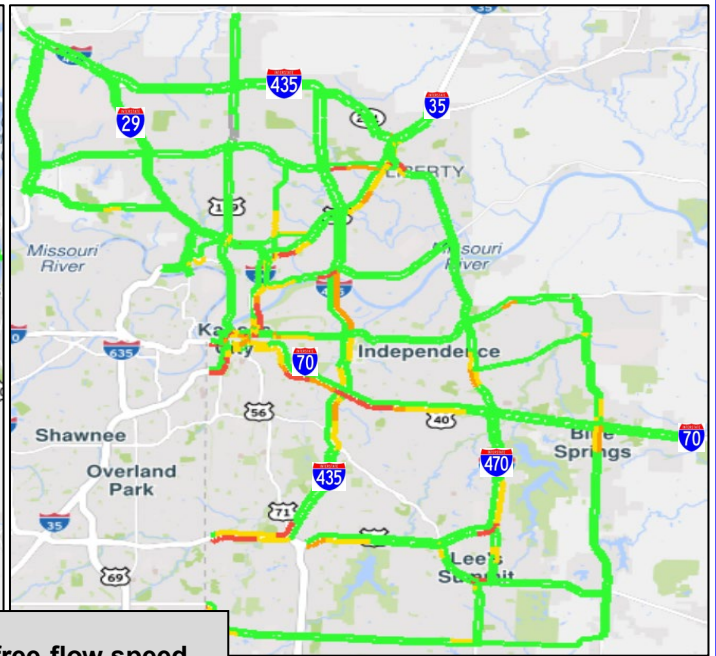 435
29
35
LIBERTY
Missouri
River
Missouri
River
Kansas
City
635
70
Independence
56
40
Shawnee
70
Blue
Springs
Overland
Park
435
470
71
35
Lee's
Summit
69
free flow speed